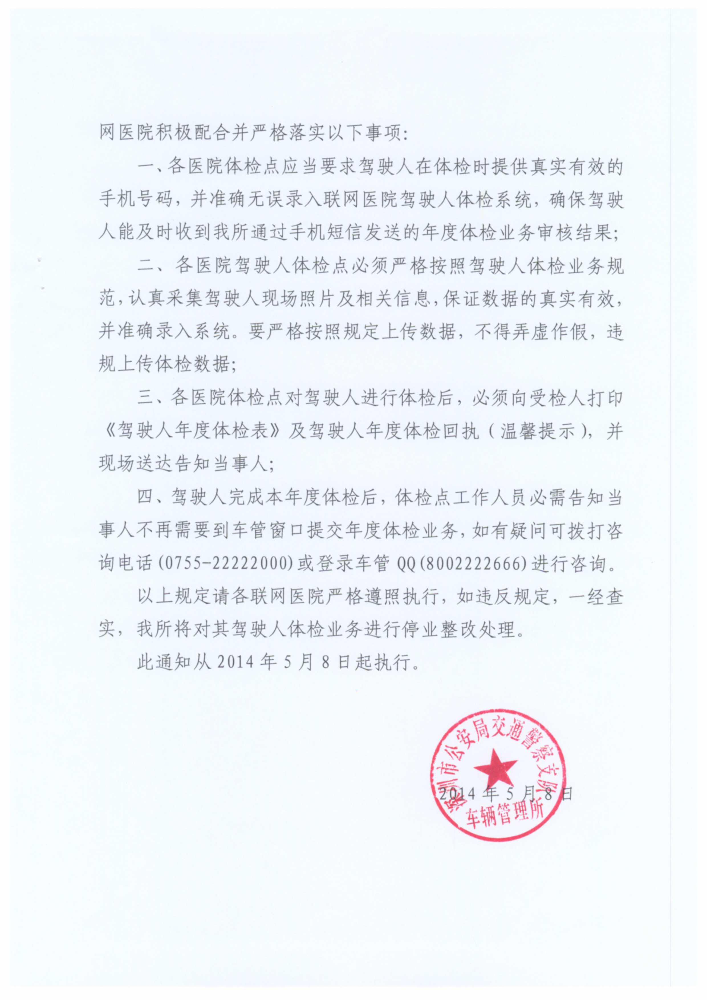 网医院积极配合并严格落实以下事项：
一、各医院体检点应当要求驾驶人在体检时提供真实有效的
手机号码，并准确无误录入联网医院驾驶人体检系统，确保驾驶
人能及时收到我所通过手机短信发送的年度体检业务审核结果；
二、各医院驾驶人体检点必须严格按照驾驶人体检业务规
范，认真采集驾驶人现场照片及相关信息，保证数据的真实有效，
并准确录入系统。要严格按照规定上传数据，不得弄虚作假，违
规上传体检数据；
三、各医院体检点对驾驶人进行体检后，必须向受检人打印
《驾驶人年度体检表》及驾驶人年度体检回执（温馨提示），并
现场送达告知当事人；
四、驾驶人完成本年度体检后，体检点工作人员必需告知当
事人不再需要到车管窗口提交年度体检业务，如有疑问可拨打咨
询电话(0755-22222000)或登录车管 QQ(8002222666)进行咨询。
以上规定请各联网医院严格遵照执行，如违反规定，一经查
实，我所将对其驾驶人体检业务进行停业整改处理。
此通知从 2014 年 5 月 8 日起执行。
深圳市公安局交通警察支队
2014 年 5 月 8 日
车辆管理所